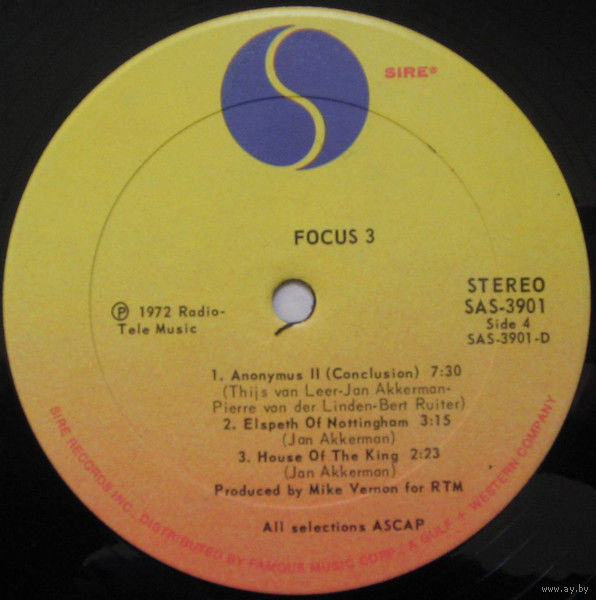 SIRE®
FOCUS 3
Ⓟ 1972 Radio-
Tele Music
STEREO
SAS-3901
Side 4
SAS-3901-D
1. Anonymus II (Conclusion) 7:30
(Thijs van Leer-Jan Akkerman-
Pierre van der Linden-Bert Ruiter)
2. Elspeth Of Nottingham 3:15
(Jan Akkerman)
3. House Of The King 2:23
(Jan Akkerman)
Produced by Mike Vernon for RTM
All selections ASCAP
SIRE RECORDS INC., DISTRIBUTED BY FAMOUS MUSIC CORP., A GULF + WESTERN COMPANY
www.ay.by